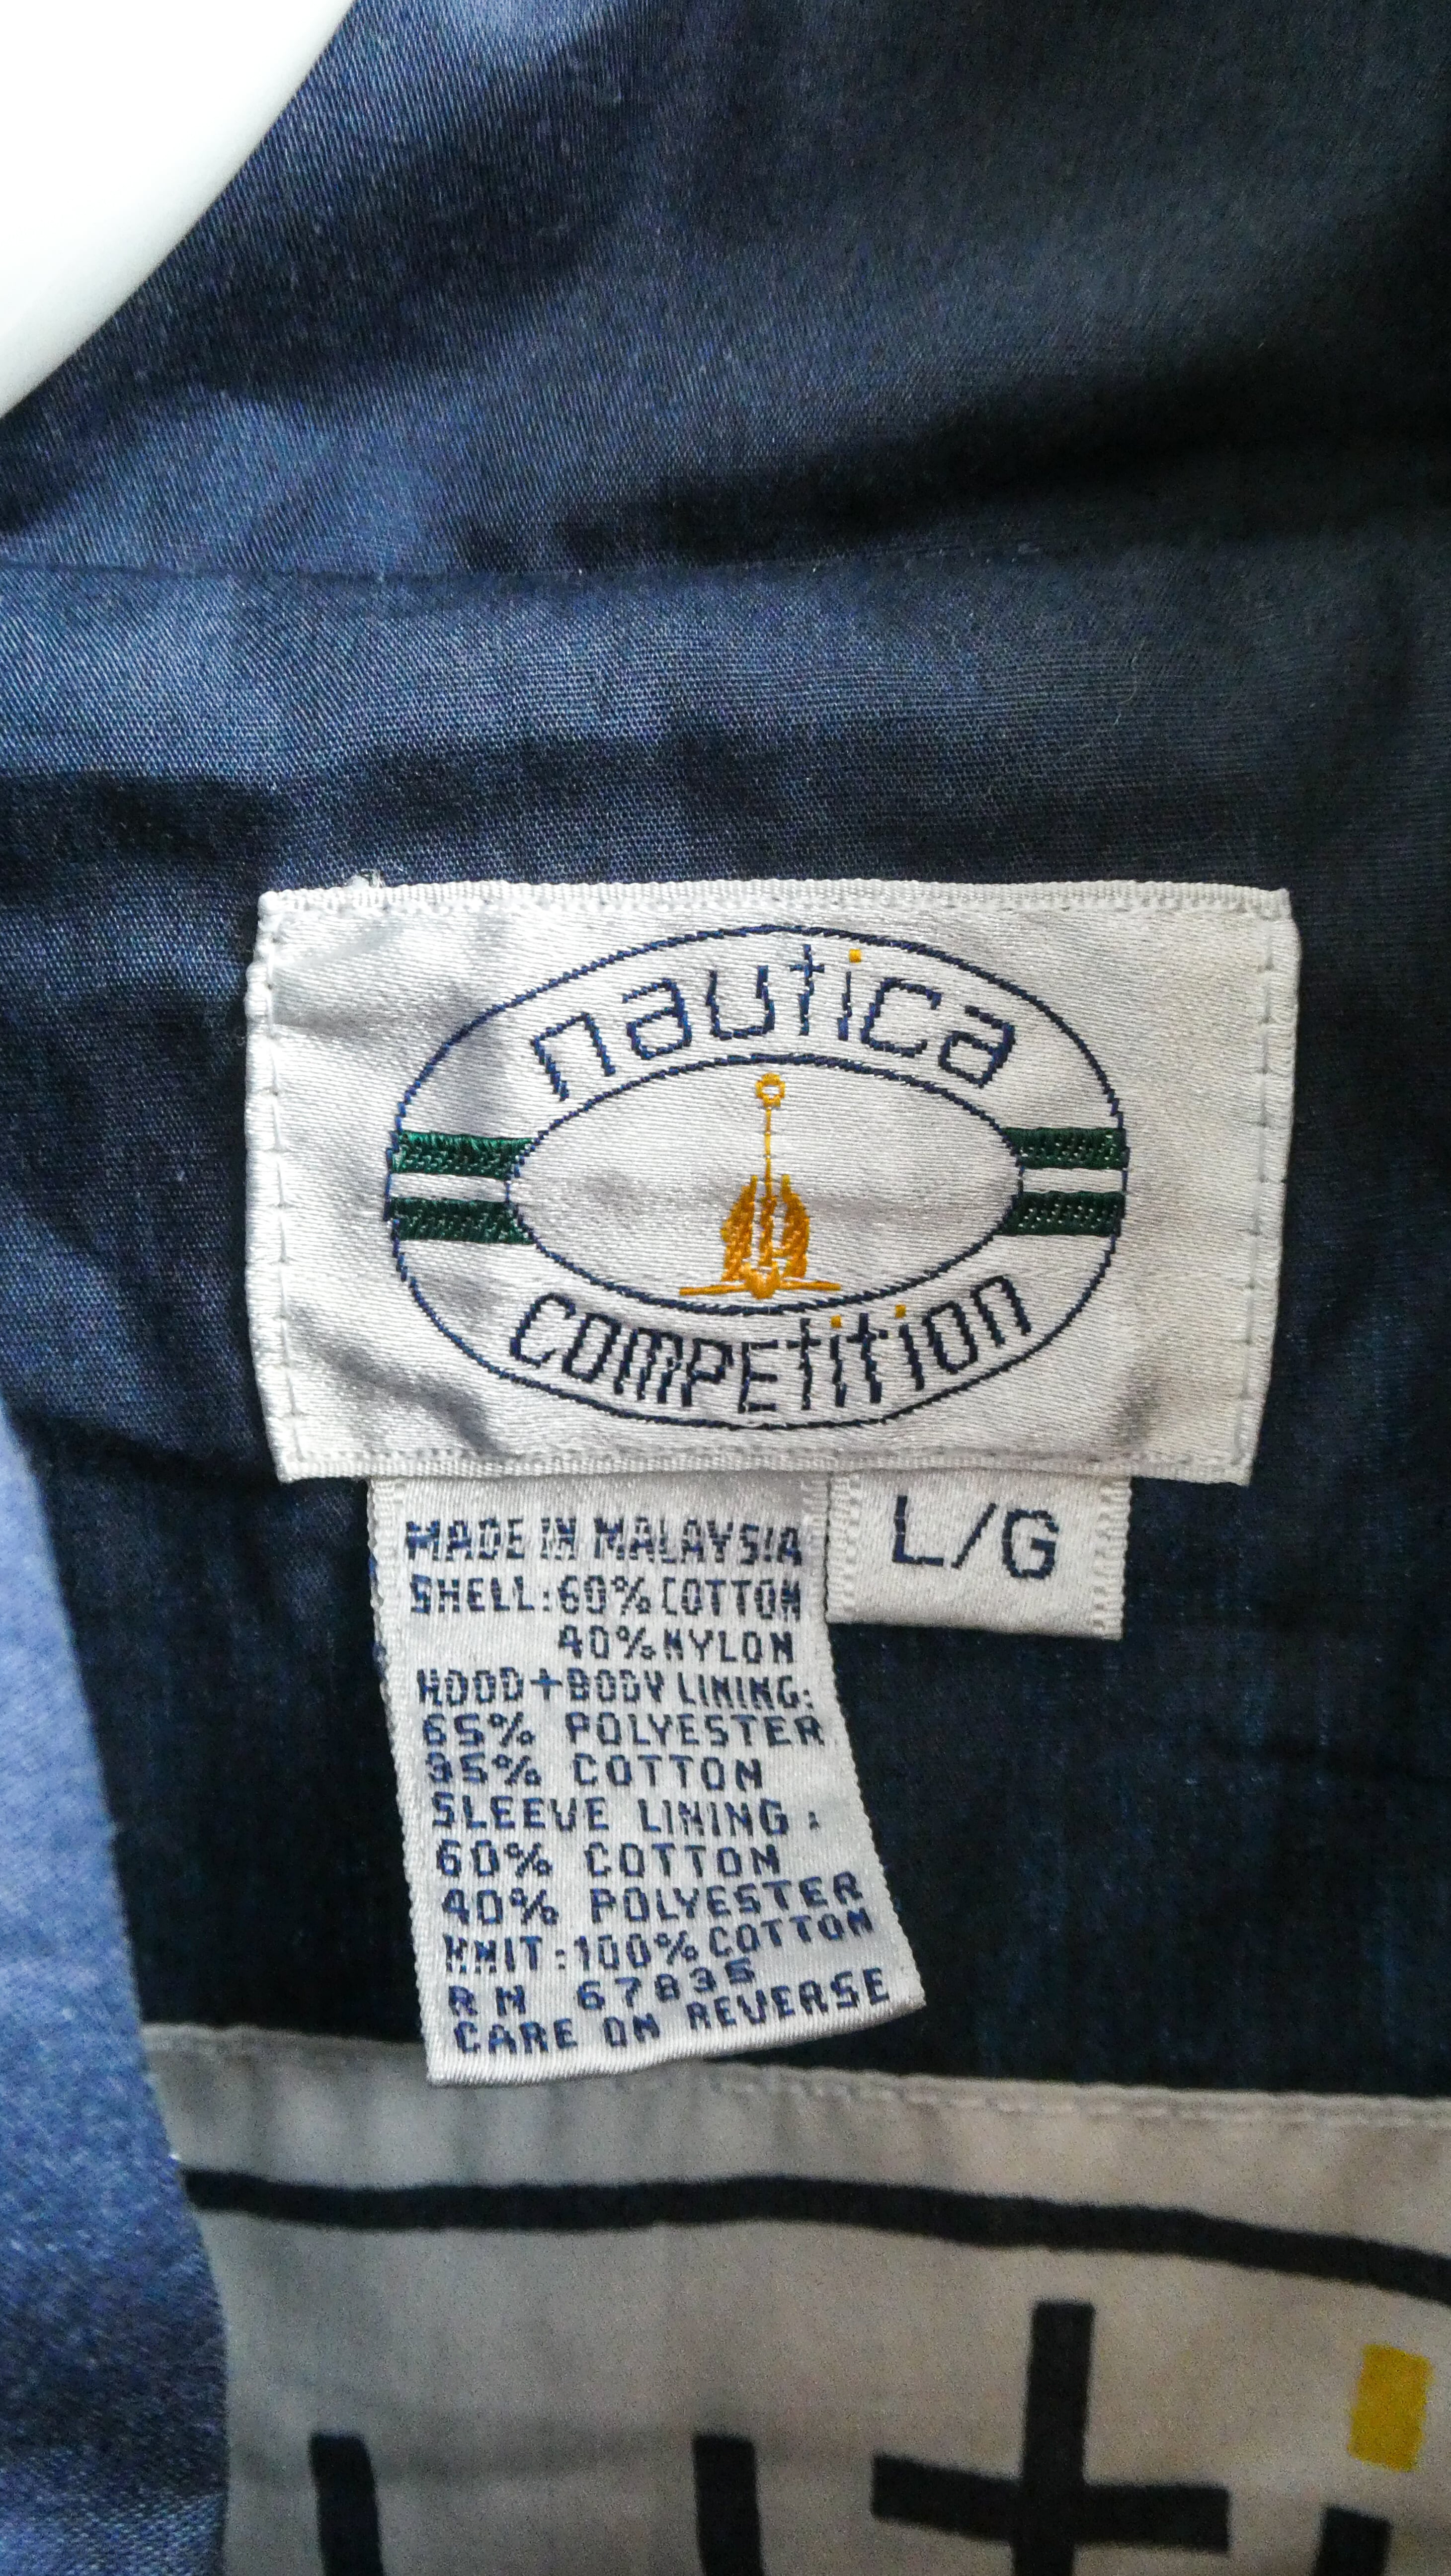 nautica
COMPEtition
L/G
MADE IN MALAYSIA
SHELL:60% COTTON
40% NYLON
HOOD+BODY LINING:
65% POLYESTER
35% COTTON
SLEEVE LINING:
60% COTTON
40% POLYESTER
KNIT:100% COTTON
RN 67835
CARE ON REVERSE